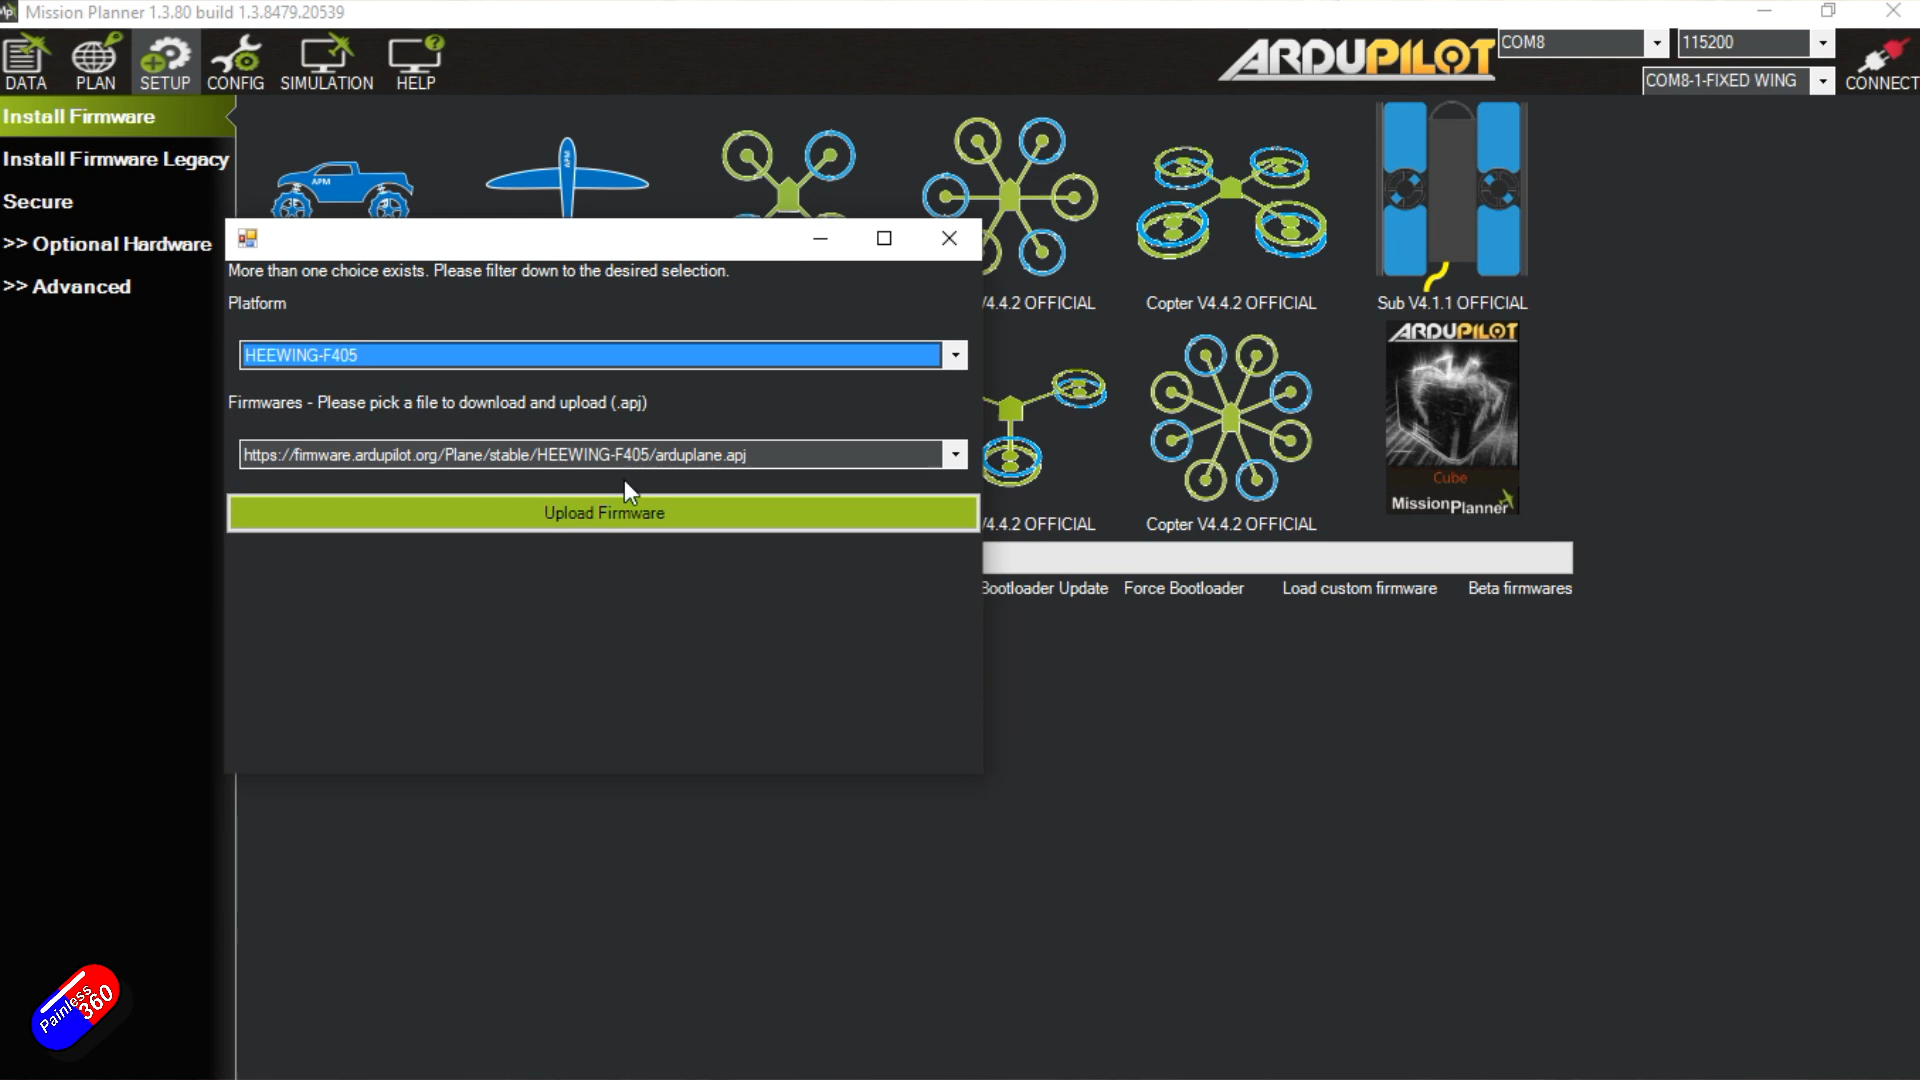 Mission Planner 1.3.80 build 1.3.8479.20539
DATA
PLAN
SETUP
CONFIG
SIMULATION
HELP
ARDUPILOT
COM8
115200
COM8-1-FIXED WING
CONNECT
Install Firmware
Install Firmware Legacy
Secure
>> Optional Hardware
>> Advanced
APM
APM
More than one choice exists. Please filter down to the desired selection.
Platform
HEEWING-F405
Firmwares - Please pick a file to download and upload (.apj)
https://firmware.ardupilot.org/Plane/stable/HEEWING-F405/arduplane.apj
Upload Firmware
V4.4.2 OFFICIAL
Copter V4.4.2 OFFICIAL
Sub V4.1.1 OFFICIAL
ARDUPILOT
Cube
MissionPlanner
V4.4.2 OFFICIAL
Copter V4.4.2 OFFICIAL
Bootloader Update
Force Bootloader
Load custom firmware
Beta firmwares
Painless
360